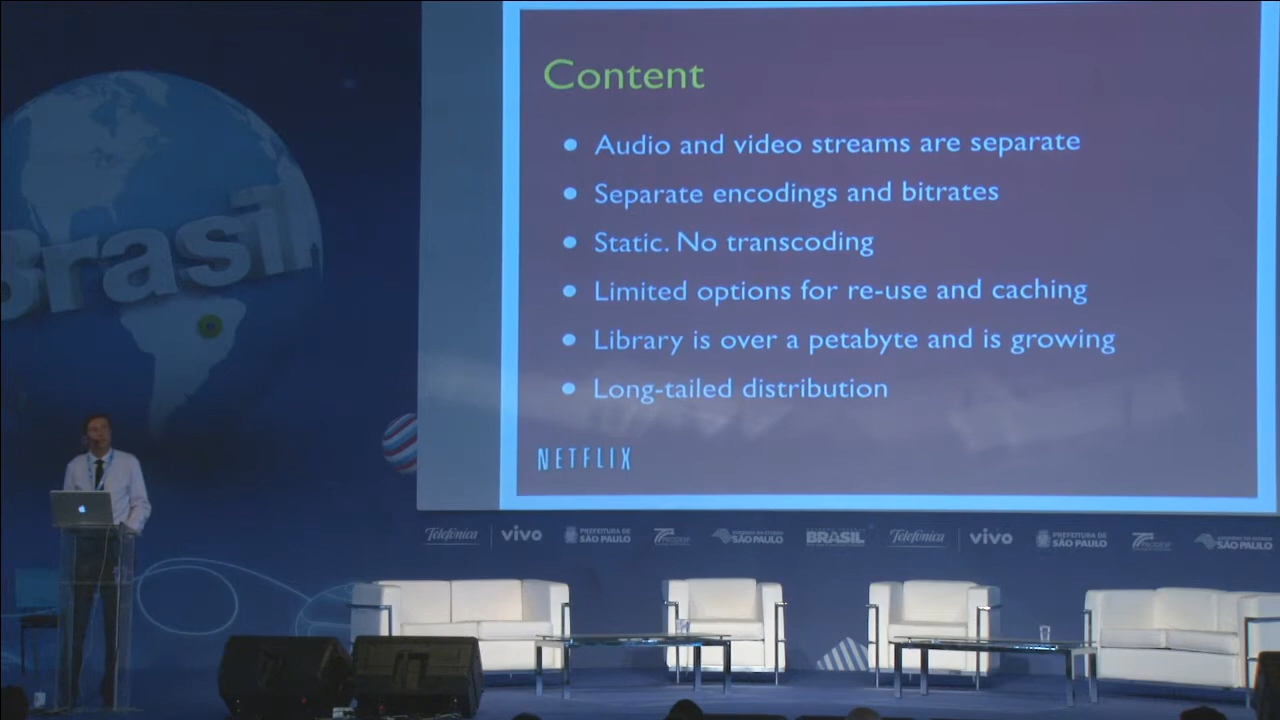 Content
Audio and video streams are separate
Separate encodings and bitrates
Static. No transcoding
Limited options for re-use and caching
Library is over a petabyte and is growing
Long-tailed distribution
NETFLIX
Brasil
Telefónica vivo PREFEITURA DE SÃO PAULO SÃO PAULO BRASIL Telefónica vivo PREFEITURA DE SÃO PAULO SÃO PAULO